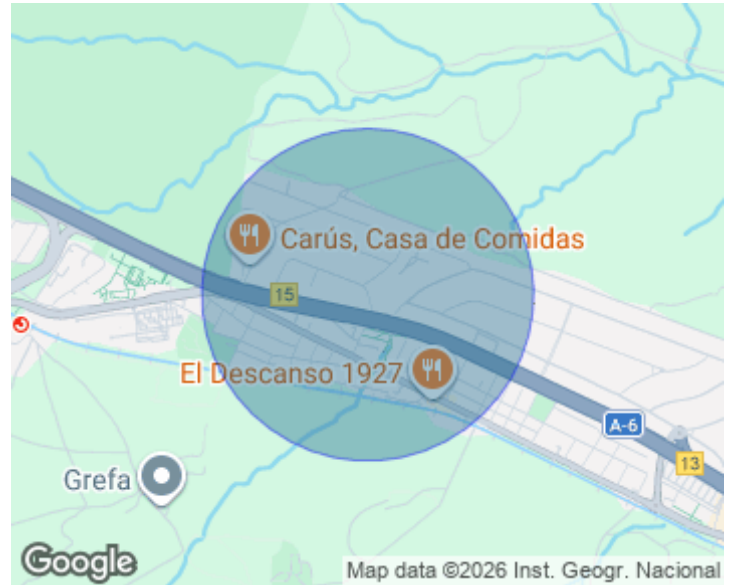 Carús, Casa de Comidas
15
El Descanso 1927
A-6
13
Grefa
Google
Map data ©2026 Inst. Geogr. Nacional